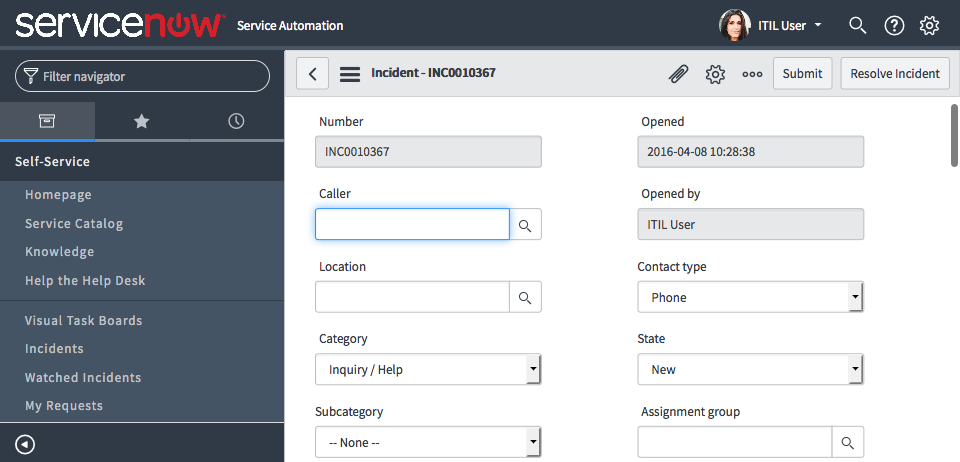 servicenow Service Automation ITIL User
Filter navigator
Self-Service
Homepage
Service Catalog
Knowledge
Help the Help Desk
Visual Task Boards
Incidents
Watched Incidents
My Requests
Incident - INC0010367 Submit Resolve Incident
Number Opened
INC0010367 2016-04-08 10:28:38
Caller Opened by
ITIL User
Location Contact type
Phone
Category State
Inquiry / Help New
Subcategory Assignment group
-- None --